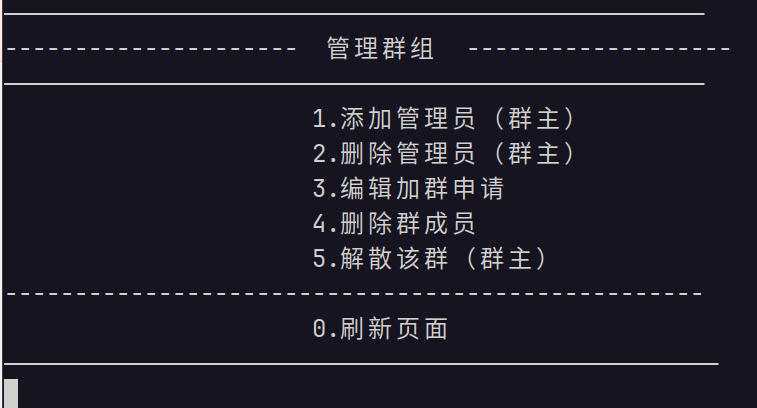 --------------------- 管理群组 -------------------
1.添加管理员（群主）
2.删除管理员（群主）
3.编辑加群申请
4.删除群成员
5.解散该群（群主）
--------------------------------------------------
0.刷新页面